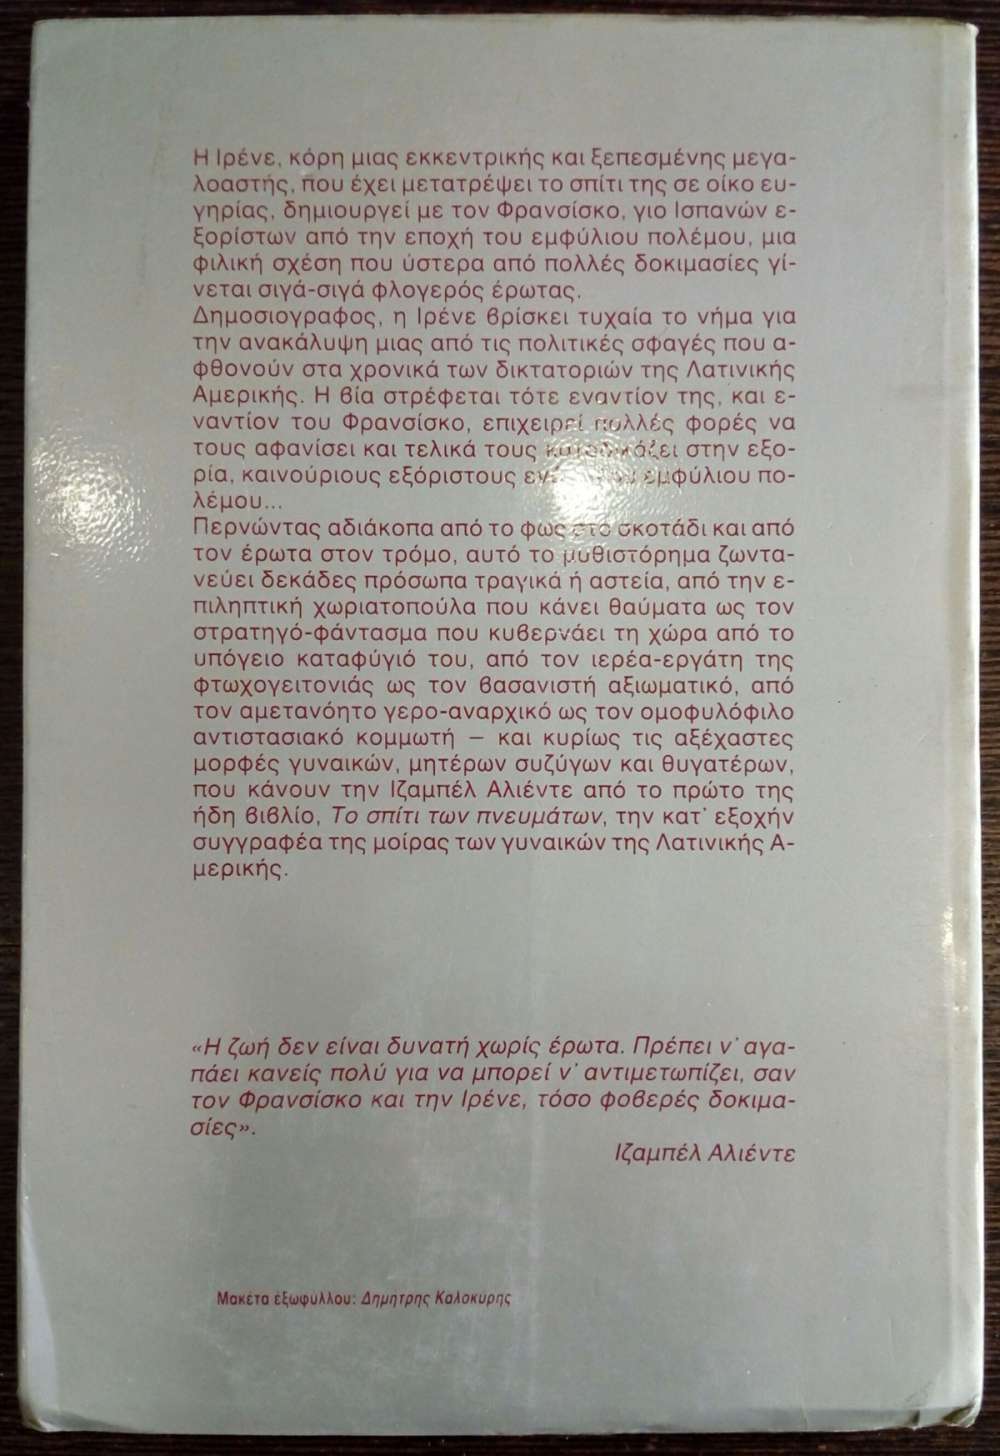 Η Ιρένε, κόρη μιας εκκεντρικής και ξεπεσμένης μεγα-
λοαστής, που έχει μετατρέψει το σπίτι της σε οίκο ευ-
γηρίας, δημιουργεί με τον Φρανσίσκο, γιο Ισπανών ε-
ξορίστων από την εποχή του εμφύλιου πολέμου, μια
φιλική σχέση που ύστερα από πολλές δοκιμασίες γί-
νεται σιγά-σιγά φλογερός έρωτας.
Δημοσιογραφος, η Ιρένε βρίσκει τυχαία το νήμα για
την ανακάλυψη μιας από τις πολιτικές σφαγές που α-
φθονούν στα χρονικά των δικτατοριών της Λατινικής
Αμερικής. Η βία στρέφεται τότε εναντίον της, και ε-
ναντίον του Φρανσίσκο, επιχειρεί πολλές φορές να
τους αφανίσει και τελικά τους καταδικάζει στην εξο-
ρία, καινούριους εξόριστους ενός εμφύλιου πο-
λέμου...
Περνώντας αδιάκοπα από το φως στο σκοτάδι και από
τον έρωτα στον τρόμο, αυτό το μυθιστόρημα ζωντα-
νεύει δεκάδες πρόσωπα τραγικά ή αστεία, από την ε-
πιληπτική χωριατοπούλα που κάνει θαύματα ως τον
στρατηγό-φάντασμα που κυβερνάει τη χώρα από το
υπόγειο καταφύγιό του, από τον ιερέα-εργάτη της
φτωχογειτονιάς ως τον βασανιστή αξιωματικό, από
τον αμετανόητο γερο-αναρχικό ως τον ομοφυλόφιλο
αντιστασιακό κομμωτή – και κυρίως τις αξέχαστες
μορφές γυναικών, μητέρων συζύγων και θυγατέρων,
που κάνουν την Ιζαμπέλ Αλιέντε από το πρώτο της
ήδη βιβλίο, Το σπίτι των πνευμάτων, την κατ' εξοχήν
συγγραφέα της μοίρας των γυναικών της Λατινικής Α-
μερικής.
«Η ζωή δεν είναι δυνατή χωρίς έρωτα. Πρέπει ν' αγα-
πάει κανείς πολύ για να μπορεί ν' αντιμετωπίζει, σαν
τον Φρανσίσκο και την Ιρένε, τόσο φοβερές δοκιμα-
σίες».
Ιζαμπέλ Αλιέντε
Μακέτα εξωφύλλου: Δημήτρης Καλοκύρης